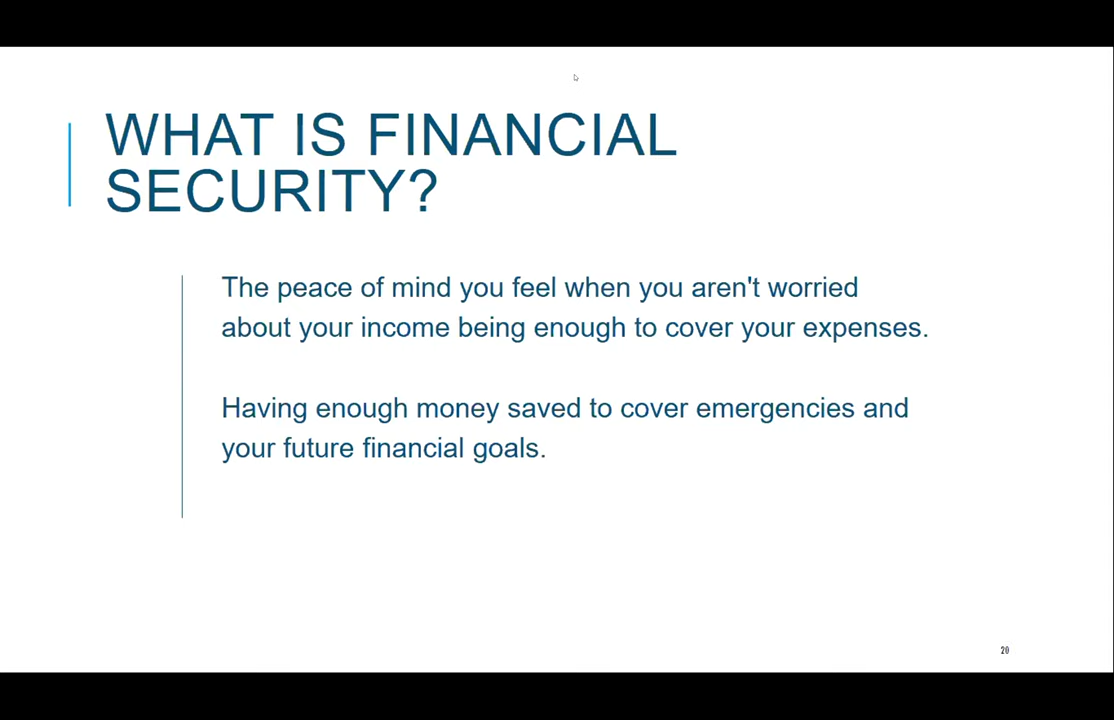 WHAT IS FINANCIAL
SECURITY?
The peace of mind you feel when you aren't worried
about your income being enough to cover your expenses.
Having enough money saved to cover emergencies and
your future financial goals.
20